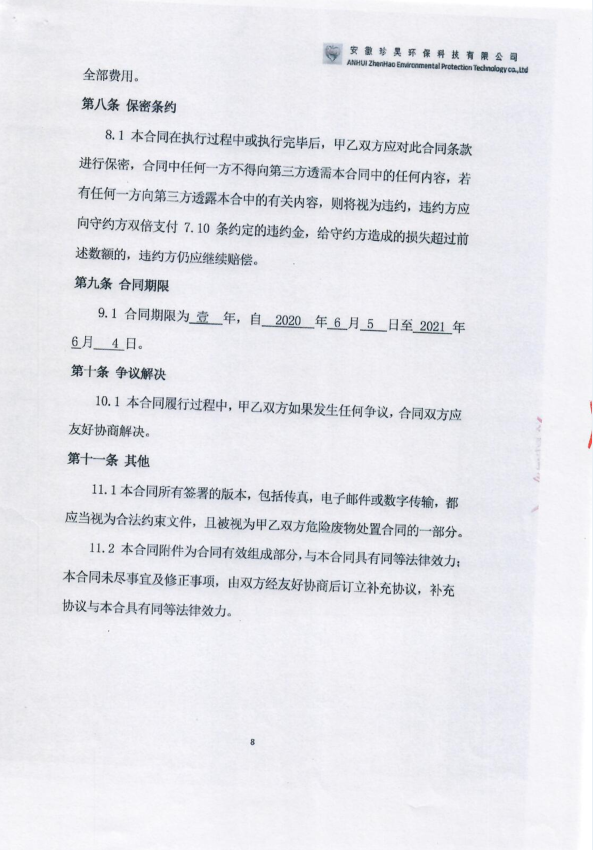 安徽珍昊环保科技有限公司
ANHUI ZhenHao Environmental Protection Technology co.,Ltd
全部费用。
第八条 保密条约
8.1 本合同在执行过程中或执行完毕后，甲乙双方应对此合同条款
进行保密，合同中任何一方不得向第三方透需本合同中的任何内容，若
有任何一方向第三方透露本合中的有关内容，则将视为违约，违约方应
向守约方双倍支付 7.10 条约定的违约金，给守约方造成的损失超过前
述数额的，违约方仍应继续赔偿。
第九条 合同期限
9.1 合同期限为 壹 年，自 2020 年 6 月 5 日至 2021 年
6 月 4 日。
第十条 争议解决
10.1 本合同履行过程中，甲乙双方如果发生任何争议，合同双方应
友好协商解决。
第十一条 其他
11.1 本合同所有签署的版本，包括传真，电子邮件或数字传输，都
应当视为合法约束文件，且被视为甲乙双方危险废物处置合同的一部分。
11.2 本合同附件为合同有效组成部分，与本合同具有同等法律效力；
本合同未尽事宜及修正事项，由双方经友好协商后订立补充协议，补充
协议与本合具有同等法律效力。
8